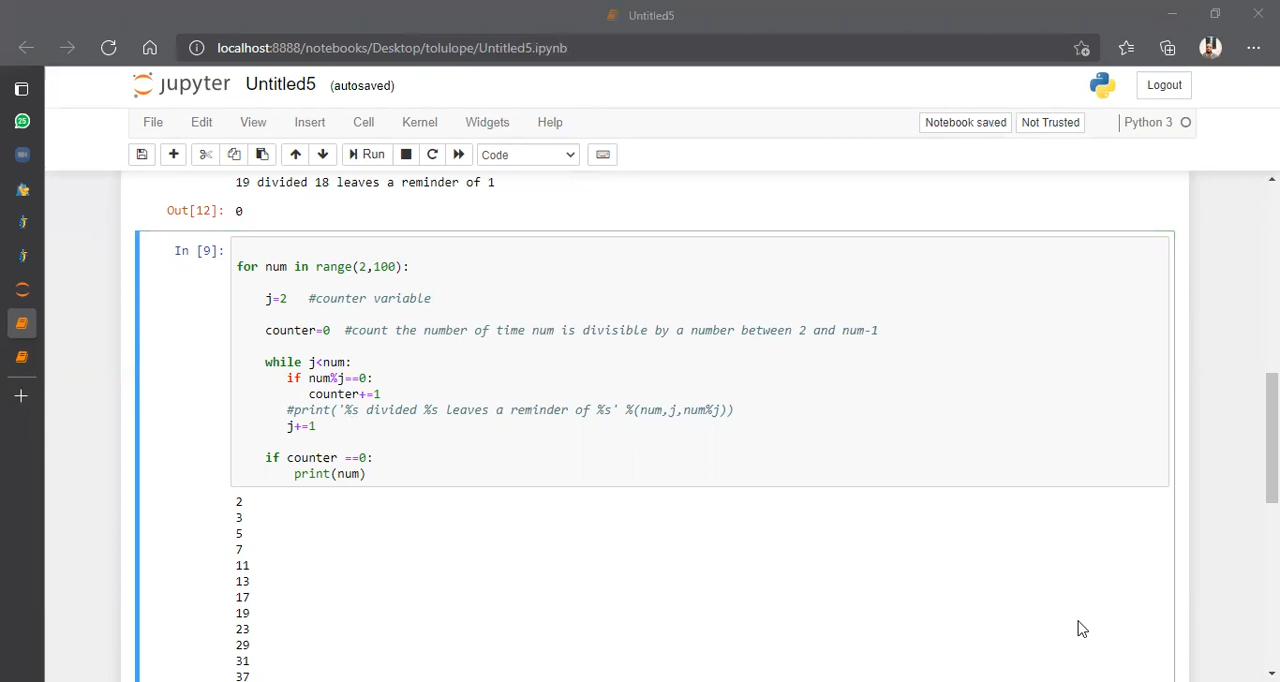 Untitled5
localhost:8888/notebooks/Desktop/tolulope/Untitled5.ipynb
jupyter Untitled5 (autosaved)
Logout
File Edit View Insert Cell Kernel Widgets Help
Notebook saved Not Trusted Python 3
Run Code
25
19 divided 18 leaves a reminder of 1
Out[12]: 0
In [9]:
for num in range(2,100):
j=2 #counter variable
counter=0 #count the number of time num is divisible by a number between 2 and num-1
while j<num:
if num%j==0:
counter+=1
#print('%s divided %s leaves a reminder of %s' %(num,j,num%j))
j+=1
if counter ==0:
print(num)
2
3
5
7
11
13
17
19
23
29
31
37